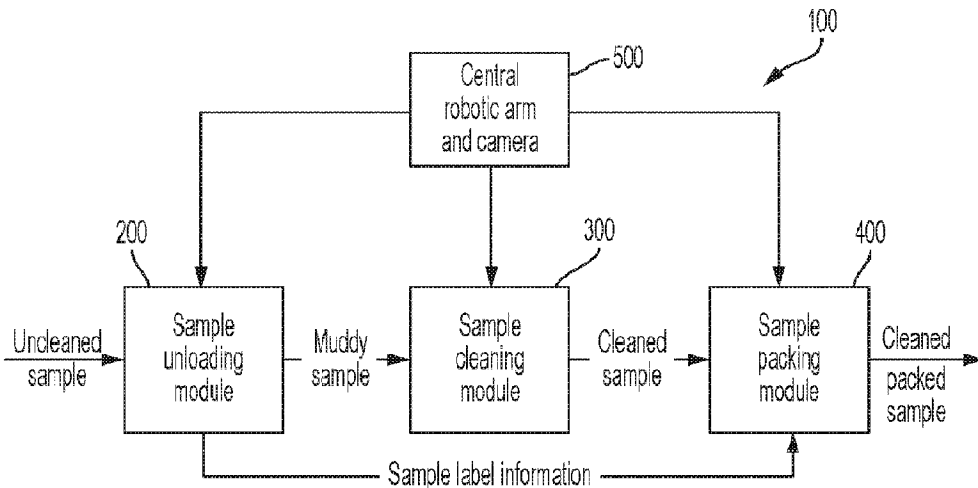 100
500
Central
robotic arm
and camera
200
300
400
Uncleaned
sample
Sample
unloading
module
Muddy
sample
Sample
cleaning
module
Cleaned
sample
Sample
packing
module
Cleaned
packed
sample
Sample label information